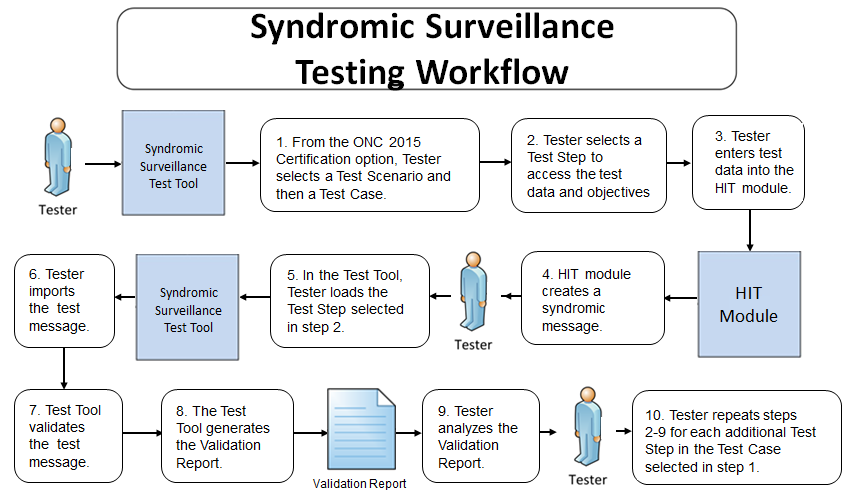 Syndromic Surveillance
Testing Workflow
Tester
Syndromic
Surveillance
Test Tool
1. From the ONC 2015
Certification option, Tester
selects a Test Scenario and
then a Test Case.
2. Tester selects a
Test Step to
access the test
data and objectives
3. Tester
enters test
data into the
HIT module.
HIT
Module
4. HIT module
creates a
syndromic
message.
Tester
5. In the Test Tool,
Tester loads the
Test Step selected
in step 2.
Syndromic
Surveillance
Test Tool
6. Tester
imports
the test
message.
7. Test Tool
validates
the test
message.
8. The Test
Tool generates
the Validation
Report.
Validation Report
9. Tester
analyzes the
Validation
Report.
Tester
10. Tester repeats steps
2-9 for each additional Test
Step in the Test Case
selected in step 1.